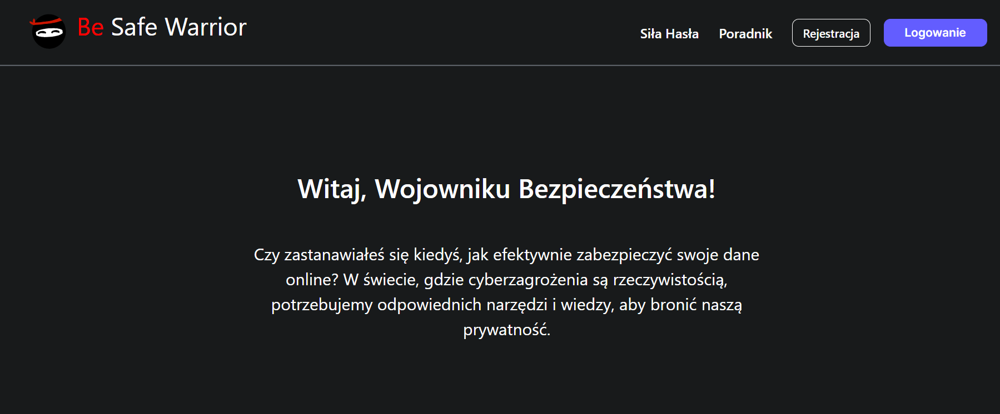 Be Safe Warrior
Siła Hasła
Poradnik
Rejestracja
Logowanie
Witaj, Wojowniku Bezpieczeństwa!
Czy zastanawiałeś się kiedyś, jak efektywnie zabezpieczyć swoje dane
online? W świecie, gdzie cyberzagrożenia są rzeczywistością,
potrzebujemy odpowiednich narzędzi i wiedzy, aby bronić naszą
prywatność.